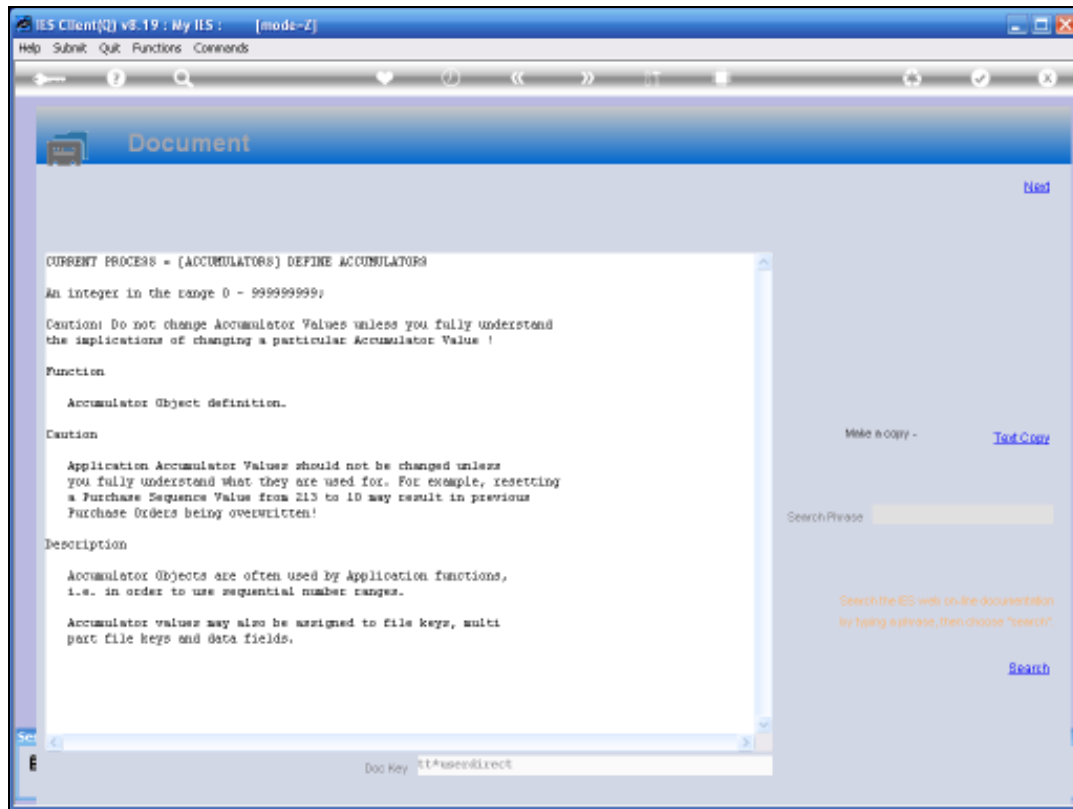 IES Client(Q) v8.19 : My IES : [mode=Z]
Help Submit Quit Functions Commands
Document
Next
CURRENT PROCESS = [ACCUMULATORS] DEFINE ACCUMULATORS
An integer in the range 0 - 999999999;
Caution: Do not change Accumulator Values unless you fully understand
the implications of changing a particular Accumulator Value !
Function
Accumulator Object definition.
Caution
Application Accumulator Values should not be changed unless
you fully understand what they are used for. For example, resetting
a Purchase Sequence Value from 213 to 10 may result in previous
Purchase Orders being overwritten!
Description
Accumulator Objects are often used by Application functions,
i.e. in order to use sequential number ranges.
Accumulator values may also be assigned to file keys, multi
part file keys and data fields.
Make a copy -
Text Copy
Search Phrase
Search the IES web on-line documentation
by typing a phrase, then choose "search".
Search
Ses
Doc Key tt*userdirect